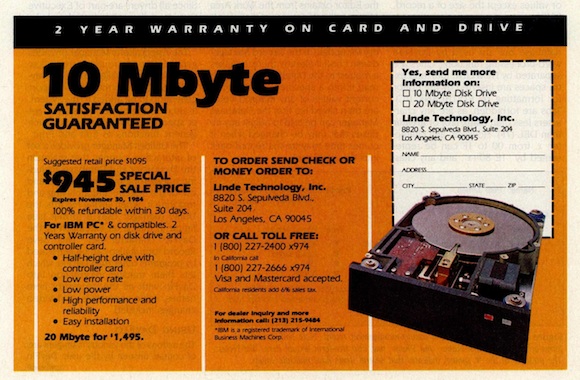 2 YEAR WARRANTY ON CARD AND DRIVE
10 Mbyte
SATISFACTION
GUARANTEED
Suggested retail price $1095
$945 SPECIAL
SALE PRICE
Expires November 30, 1984
100% refundable within 30 days.
For IBM PC* & compatibles. 2
Years Warranty on disk drive and
controller card.
• Half-height drive with
controller card
• Low error rate
• Low power
• High performance and
reliability
• Easy installation
20 Mbyte for $1,495.
TO ORDER SEND CHECK OR
MONEY ORDER TO:
Linde Technology, Inc.
8820 S. Sepulveda Blvd.,
Suite 204
Los Angeles, CA 90045
OR CALL TOLL FREE:
1 (800) 227-2400 x974
In California call
1 (800) 227-2666 x974
Visa and Mastercard accepted.
California residents add 6% sales tax.
For dealer inquiry and more
information call: (213) 215-9484
*IBM is a registered trademark of International
Business Machines Corp.
Yes, send me more
Information on:
□ 10 Mbyte Disk Drive
□ 20 Mbyte Disk Drive
Linde Technology, Inc.
8820 S. Sepulveda Blvd., Suite 204
Los Angeles, CA 90045
NAME
ADDRESS
CITY STATE ZIP